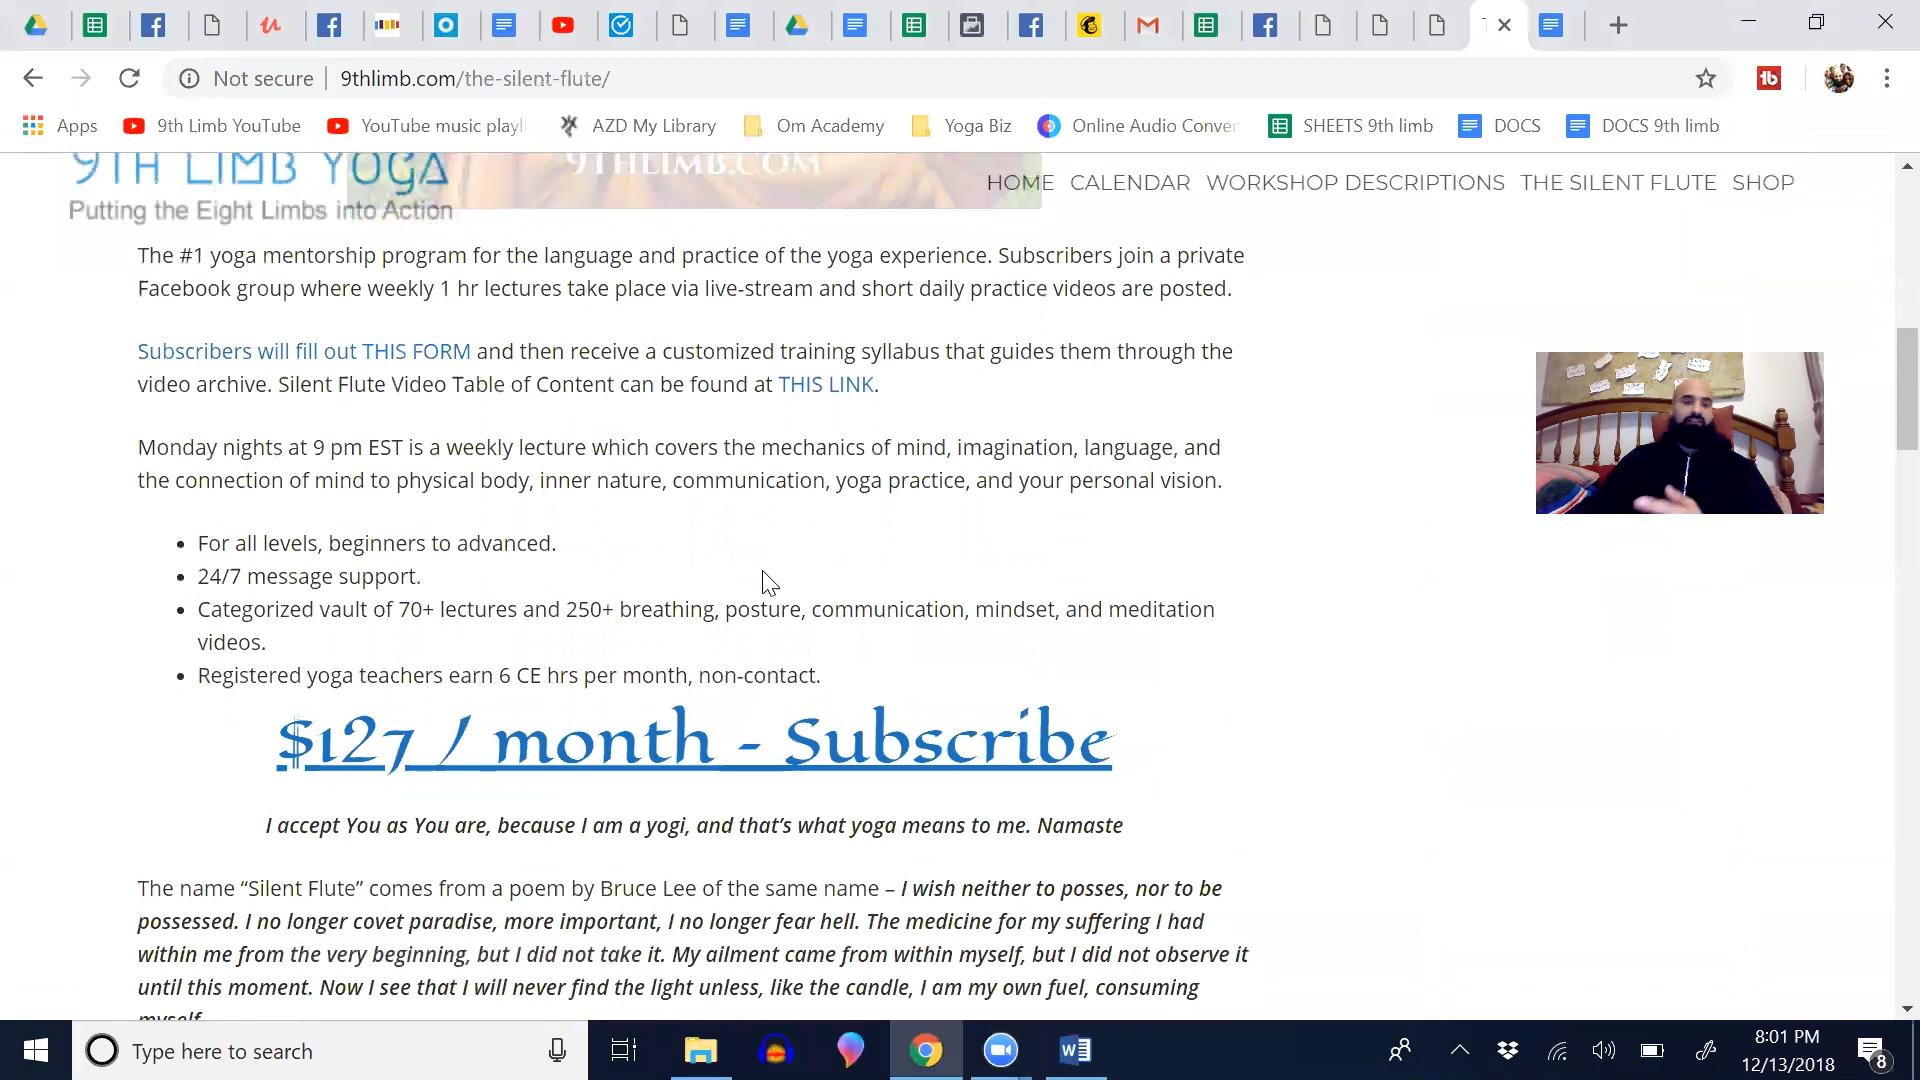 Not secure
9thlimb.com/the-silent-flute/
Apps
9th Limb YouTube
YouTube music playli
AZD My Library
Om Academy
Yoga Biz
Online Audio Conver
SHEETS 9th limb
DOCS
DOCS 9th limb
9TH LIMB YOGA
9THLIMB.COM
Putting the Eight Limbs into Action
HOME
CALENDAR
WORKSHOP DESCRIPTIONS
THE SILENT FLUTE
SHOP
The #1 yoga mentorship program for the language and practice of the yoga experience. Subscribers join a private
Facebook group where weekly 1 hr lectures take place via live-stream and short daily practice videos are posted.
Subscribers will fill out THIS FORM and then receive a customized training syllabus that guides them through the
video archive. Silent Flute Video Table of Content can be found at THIS LINK.
Monday nights at 9 pm EST is a weekly lecture which covers the mechanics of mind, imagination, language, and
the connection of mind to physical body, inner nature, communication, yoga practice, and your personal vision.
• For all levels, beginners to advanced.
• 24/7 message support.
• Categorized vault of 70+ lectures and 250+ breathing, posture, communication, mindset, and meditation
videos.
• Registered yoga teachers earn 6 CE hrs per month, non-contact.
$127 / month - Subscribe
I accept You as You are, because I am a yogi, and that's what yoga means to me. Namaste
The name “Silent Flute” comes from a poem by Bruce Lee of the same name – I wish neither to posses, nor to be
possessed. I no longer covet paradise, more important, I no longer fear hell. The medicine for my suffering I had
within me from the very beginning, but I did not take it. My ailment came from within myself, but I did not observe it
until this moment. Now I see that I will never find the light unless, like the candle, I am my own fuel, consuming
myself
Type here to search
8:01 PM
12/13/2018
8